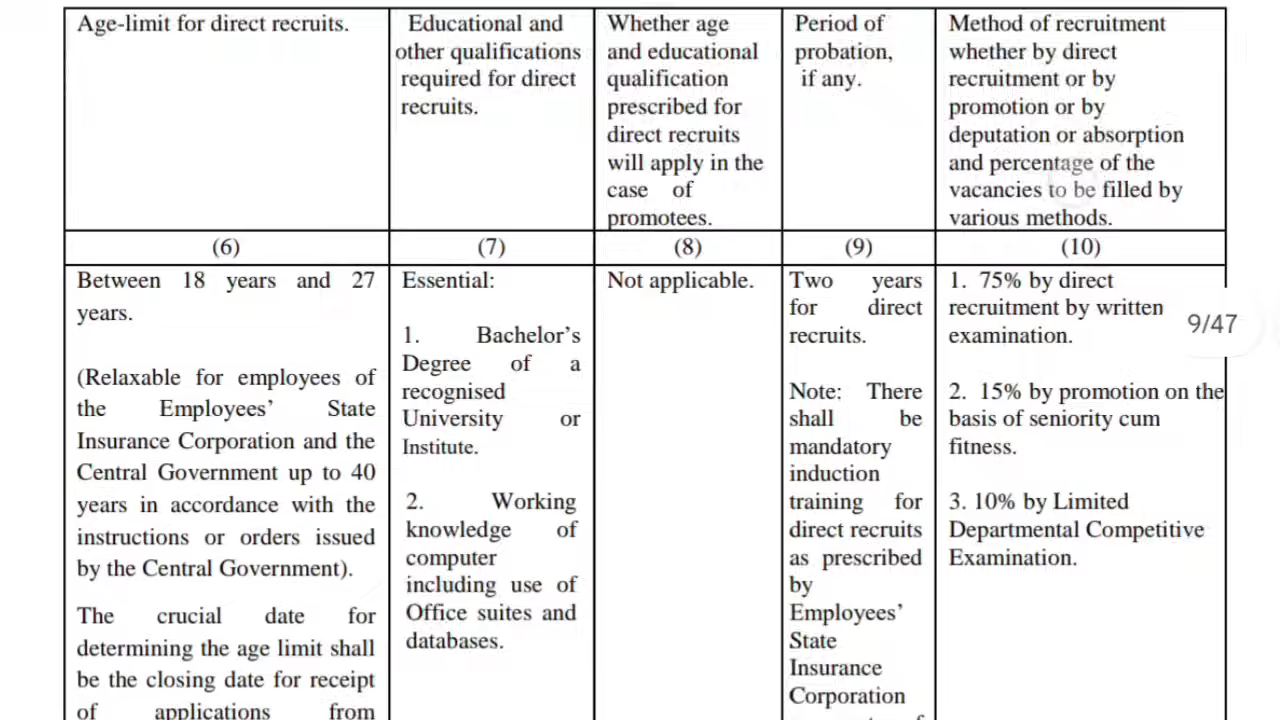 Age-limit for direct recruits.
Educational and
other qualifications
required for direct
recruits.
Whether age
and educational
qualification
prescribed for
direct recruits
will apply in the
case of
promotees.
Period of
probation,
if any.
Method of recruitment
whether by direct
recruitment or by
promotion or by
deputation or absorption
and percentage of the
vacancies to be filled by
various methods.
(6)
(7)
(8)
(9)
(10)
Between 18 years and 27
years.
(Relaxable for employees of
the Employees’ State
Insurance Corporation and the
Central Government up to 40
years in accordance with the
instructions or orders issued
by the Central Government).
The crucial date for
determining the age limit shall
be the closing date for receipt
of applications from
Essential:
1. Bachelor’s
Degree of a
recognised
University or
Institute.
2. Working
knowledge of
computer
including use of
Office suites and
databases.
Not applicable.
Two years
for direct
recruits.
Note: There
shall be
mandatory
induction
training for
direct recruits
as prescribed
by
Employees’
State
Insurance
Corporation
1. 75% by direct
recruitment by written
examination.
2. 15% by promotion on the
basis of seniority cum
fitness.
3. 10% by Limited
Departmental Competitive
Examination.
9/47